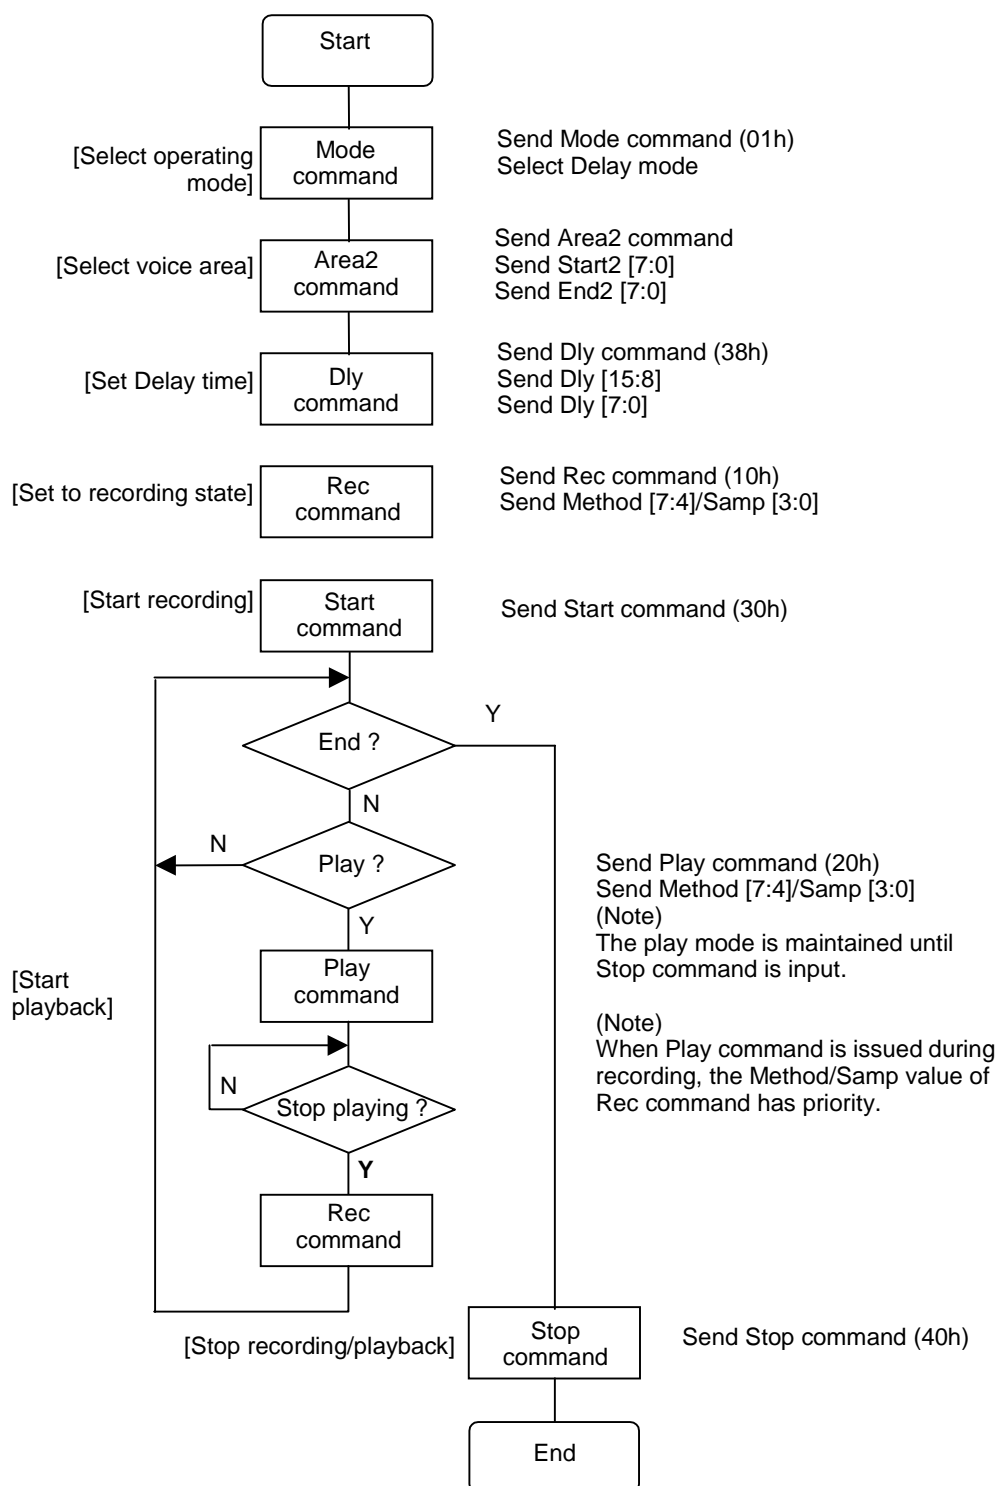 Start
[Select operating
mode]
Mode
command
Send Mode command (01h)
Select Delay mode
[Select voice area]
Area2
command
Send Area2 command
Send Start2 [7:0]
Send End2 [7:0]
[Set Delay time]
Dly
command
Send Dly command (38h)
Send Dly [15:8]
Send Dly [7:0]
[Set to recording state]
Rec
command
Send Rec command (10h)
Send Method [7:4]/Samp [3:0]
[Start recording]
Start
command
Send Start command (30h)
End ?
Y
N
Play ?
N
Y
Send Play command (20h)
Send Method [7:4]/Samp [3:0]
(Note)
The play mode is maintained until
Stop command is input.
[Start
playback]
Play
command
(Note)
When Play command is issued during
recording, the Method/Samp value of
Rec command has priority.
N
Stop playing ?
Y
Rec
command
[Stop recording/playback]
Stop
command
Send Stop command (40h)
End